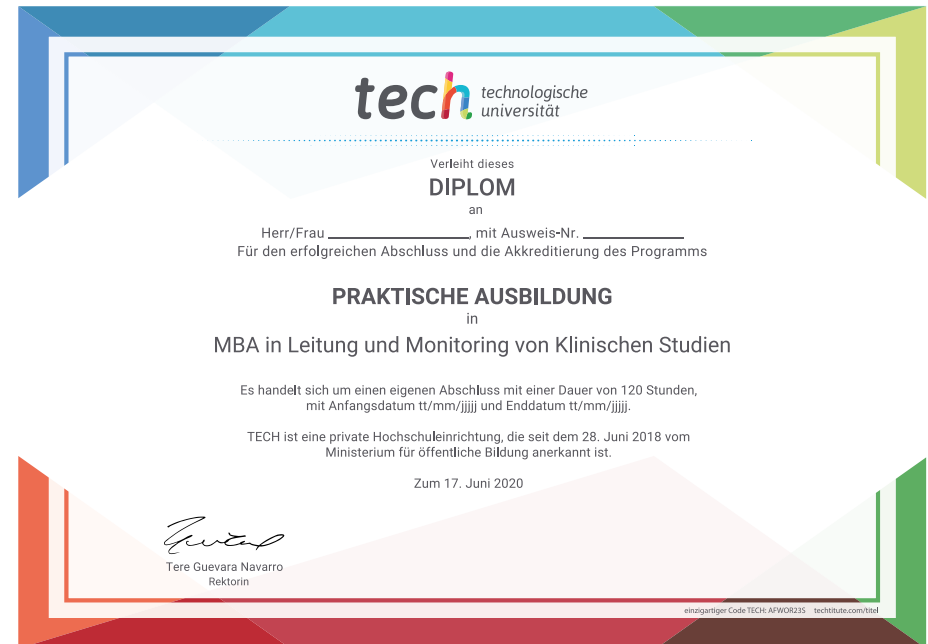 tech technologische
universität
Verleiht dieses
DIPLOM
an
Herr/Frau ____________________, mit Ausweis-Nr. ______________
Für den erfolgreichen Abschluss und die Akkreditierung des Programms
PRAKTISCHE AUSBILDUNG
in
MBA in Leitung und Monitoring von Klinischen Studien
Es handelt sich um einen eigenen Abschluss mit einer Dauer von 120 Stunden,
mit Anfangsdatum tt/mm/jjjjj und Enddatum tt/mm/jjjjj.
TECH ist eine private Hochschuleinrichtung, die seit dem 28. Juni 2018 vom
Ministerium für öffentliche Bildung anerkannt ist.
Zum 17. Juni 2020
Tere Guevara Navarro
Rektorin
einzigartiger Code TECH: AFWOR23S techtitute.com/titel